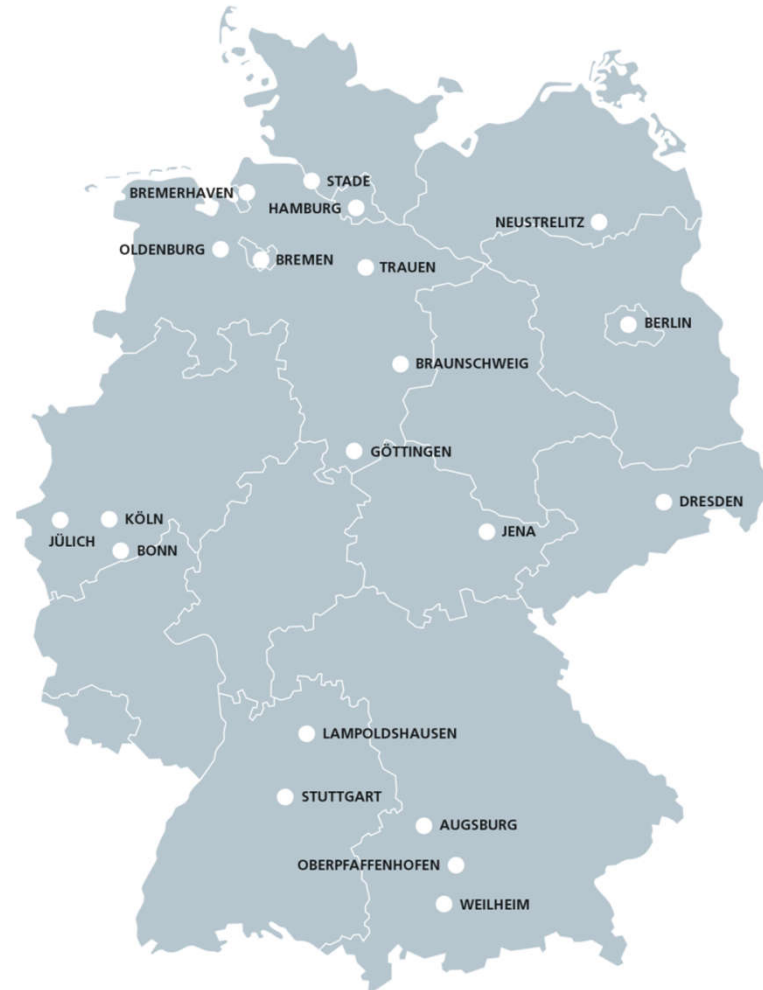 STADE
BREMERHAVEN
HAMBURG
NEUSTRELITZ
OLDENBURG
BREMEN
TRAUEN
BERLIN
BRAUNSCHWEIG
GÖTTINGEN
DRESDEN
KÖLN
JENA
JÜLICH
BONN
LAMPOLDSHAUSEN
STUTTGART
AUGSBURG
OBERPFAFFENHOFEN
WEILHEIM